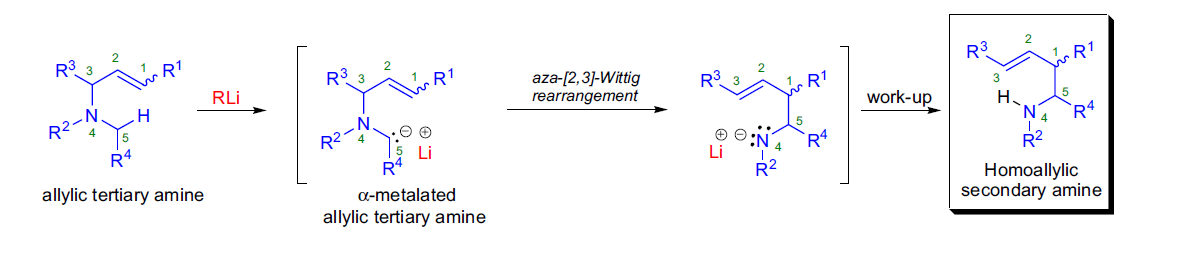 R³ 3 2 1 R¹
R² N 4 H 5 R⁴
allylic tertiary amine
RLi
R³ 3 2 1 R¹
R² N 4 5 ⊖ ⊕ Li R⁴
α-metalated
allylic tertiary amine
aza-[2,3]-Wittig
rearrangement
R³ 3 2 1 R¹
⊕ Li ⊖ :N 4 5 R⁴
R²
work-up
R³ 3 2 1 R¹
H N 4 5 R⁴
R²
Homoallylic
secondary amine